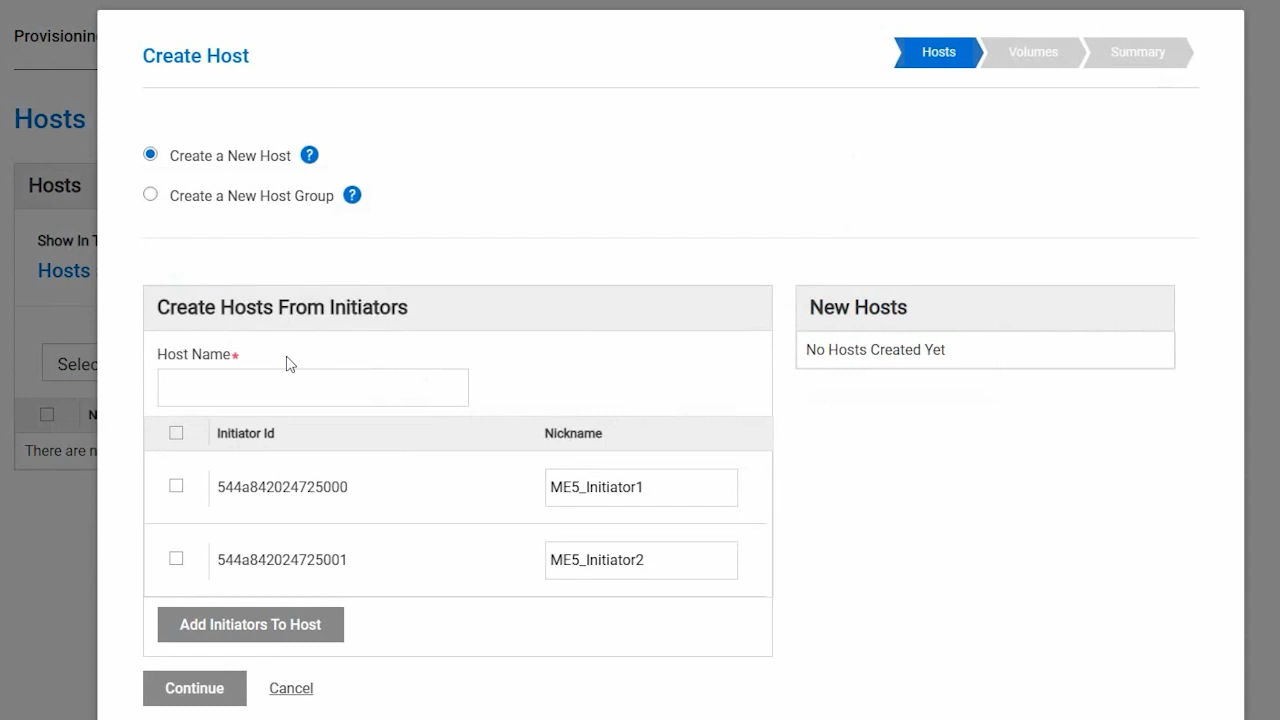 Provisionin
Create Host
Hosts
Volumes
Summary
Hosts
Create a New Host ?
Create a New Host Group ?
Hosts
Show In T
Hosts
Create Hosts From Initiators
New Hosts
Host Name*
No Hosts Created Yet
Selec
N
Initiator Id
Nickname
There are n
544a842024725000
ME5_Initiator1
544a842024725001
ME5_Initiator2
Add Initiators To Host
Continue
Cancel